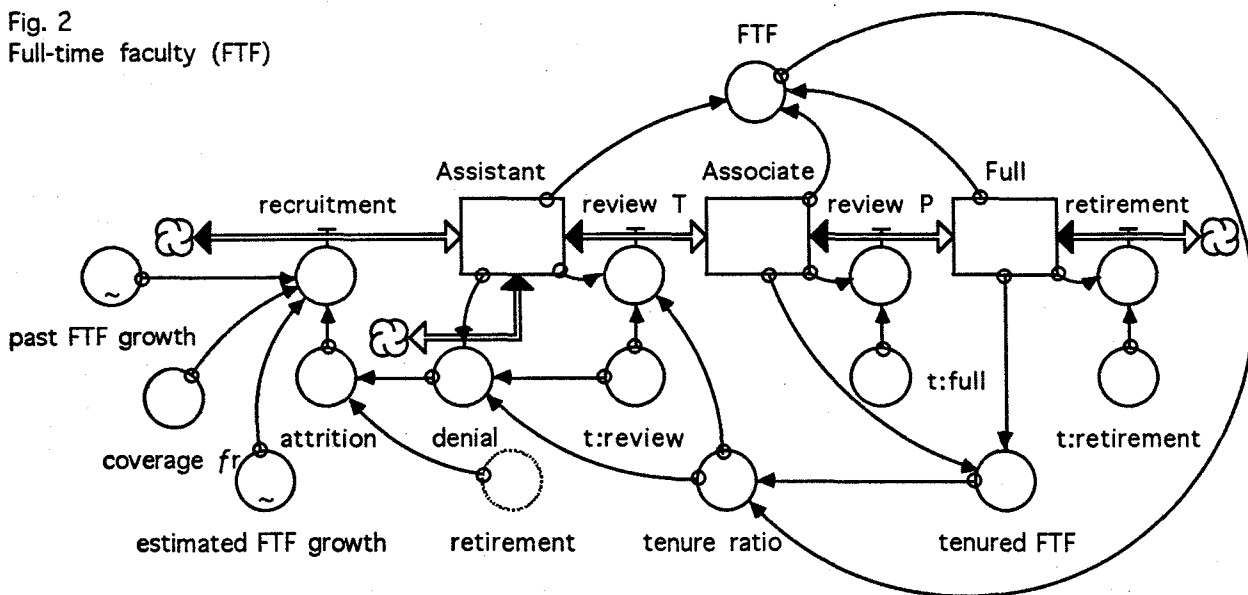 Fig. 2
Full-time faculty (FTF)
FTF
Assistant
Associate
Full
recruitment
review T
review P
retirement
~
past FTF growth
t:full
attrition
denial
t:review
t:retirement
coverage fr
~
estimated FTF growth
retirement
tenure ratio
tenured FTF